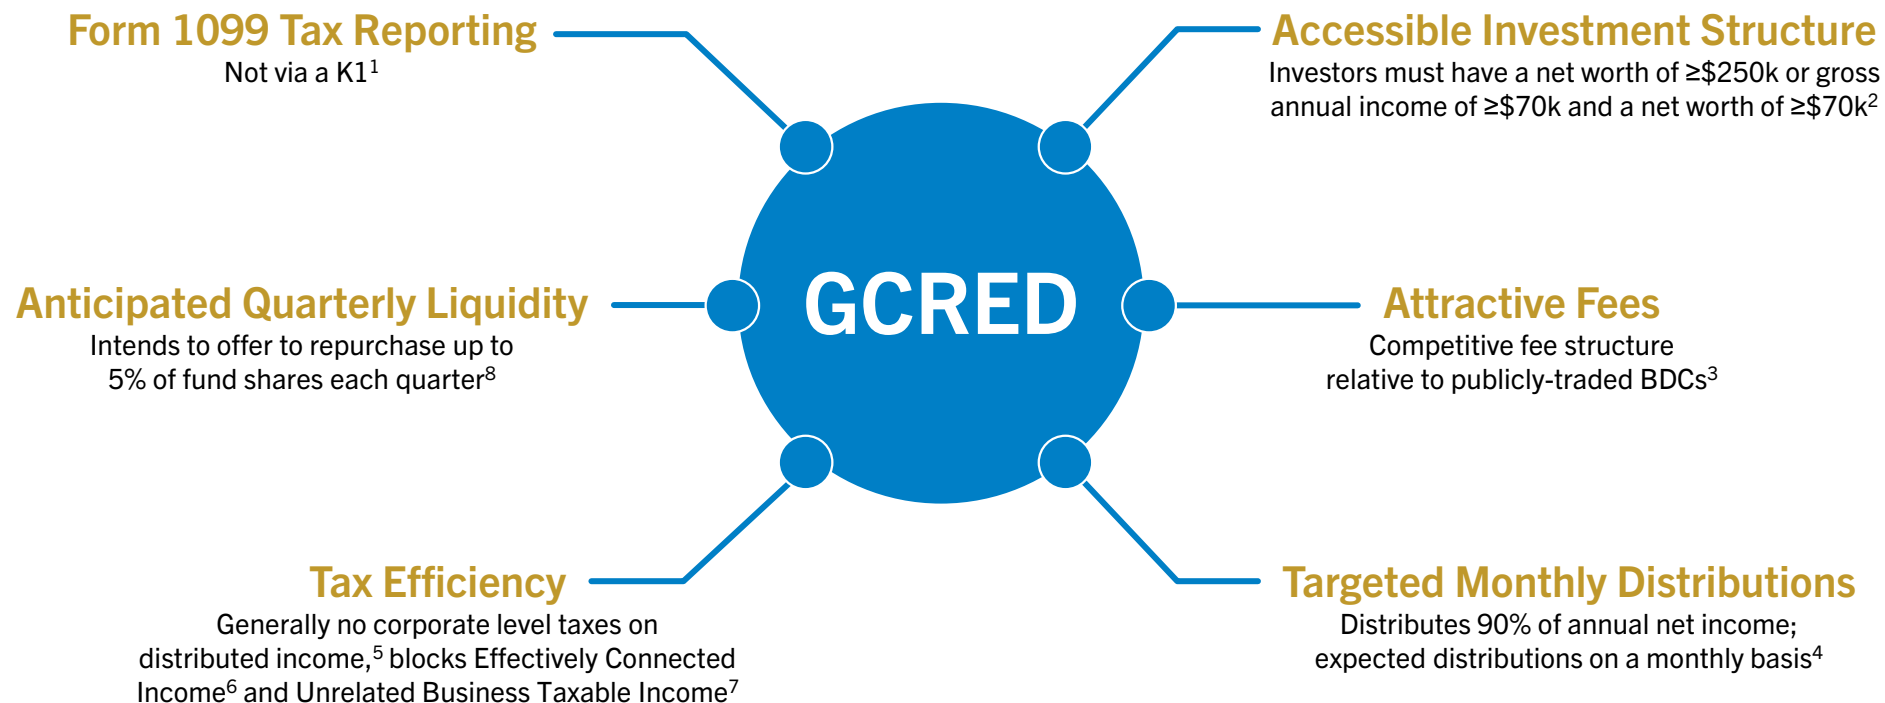 Form 1099 Tax Reporting
Not via a K1¹
Accessible Investment Structure
Investors must have a net worth of ≥$250k or gross
annual income of ≥$70k and a net worth of ≥$70k²
GCRED
Anticipated Quarterly Liquidity
Intends to offer to repurchase up to
5% of fund shares each quarter⁸
Attractive Fees
Competitive fee structure
relative to publicly-traded BDCs³
Tax Efficiency
Generally no corporate level taxes on
distributed income,⁵ blocks Effectively Connected
Income⁶ and Unrelated Business Taxable Income⁷
Targeted Monthly Distributions
Distributes 90% of annual net income;
expected distributions on a monthly basis⁴